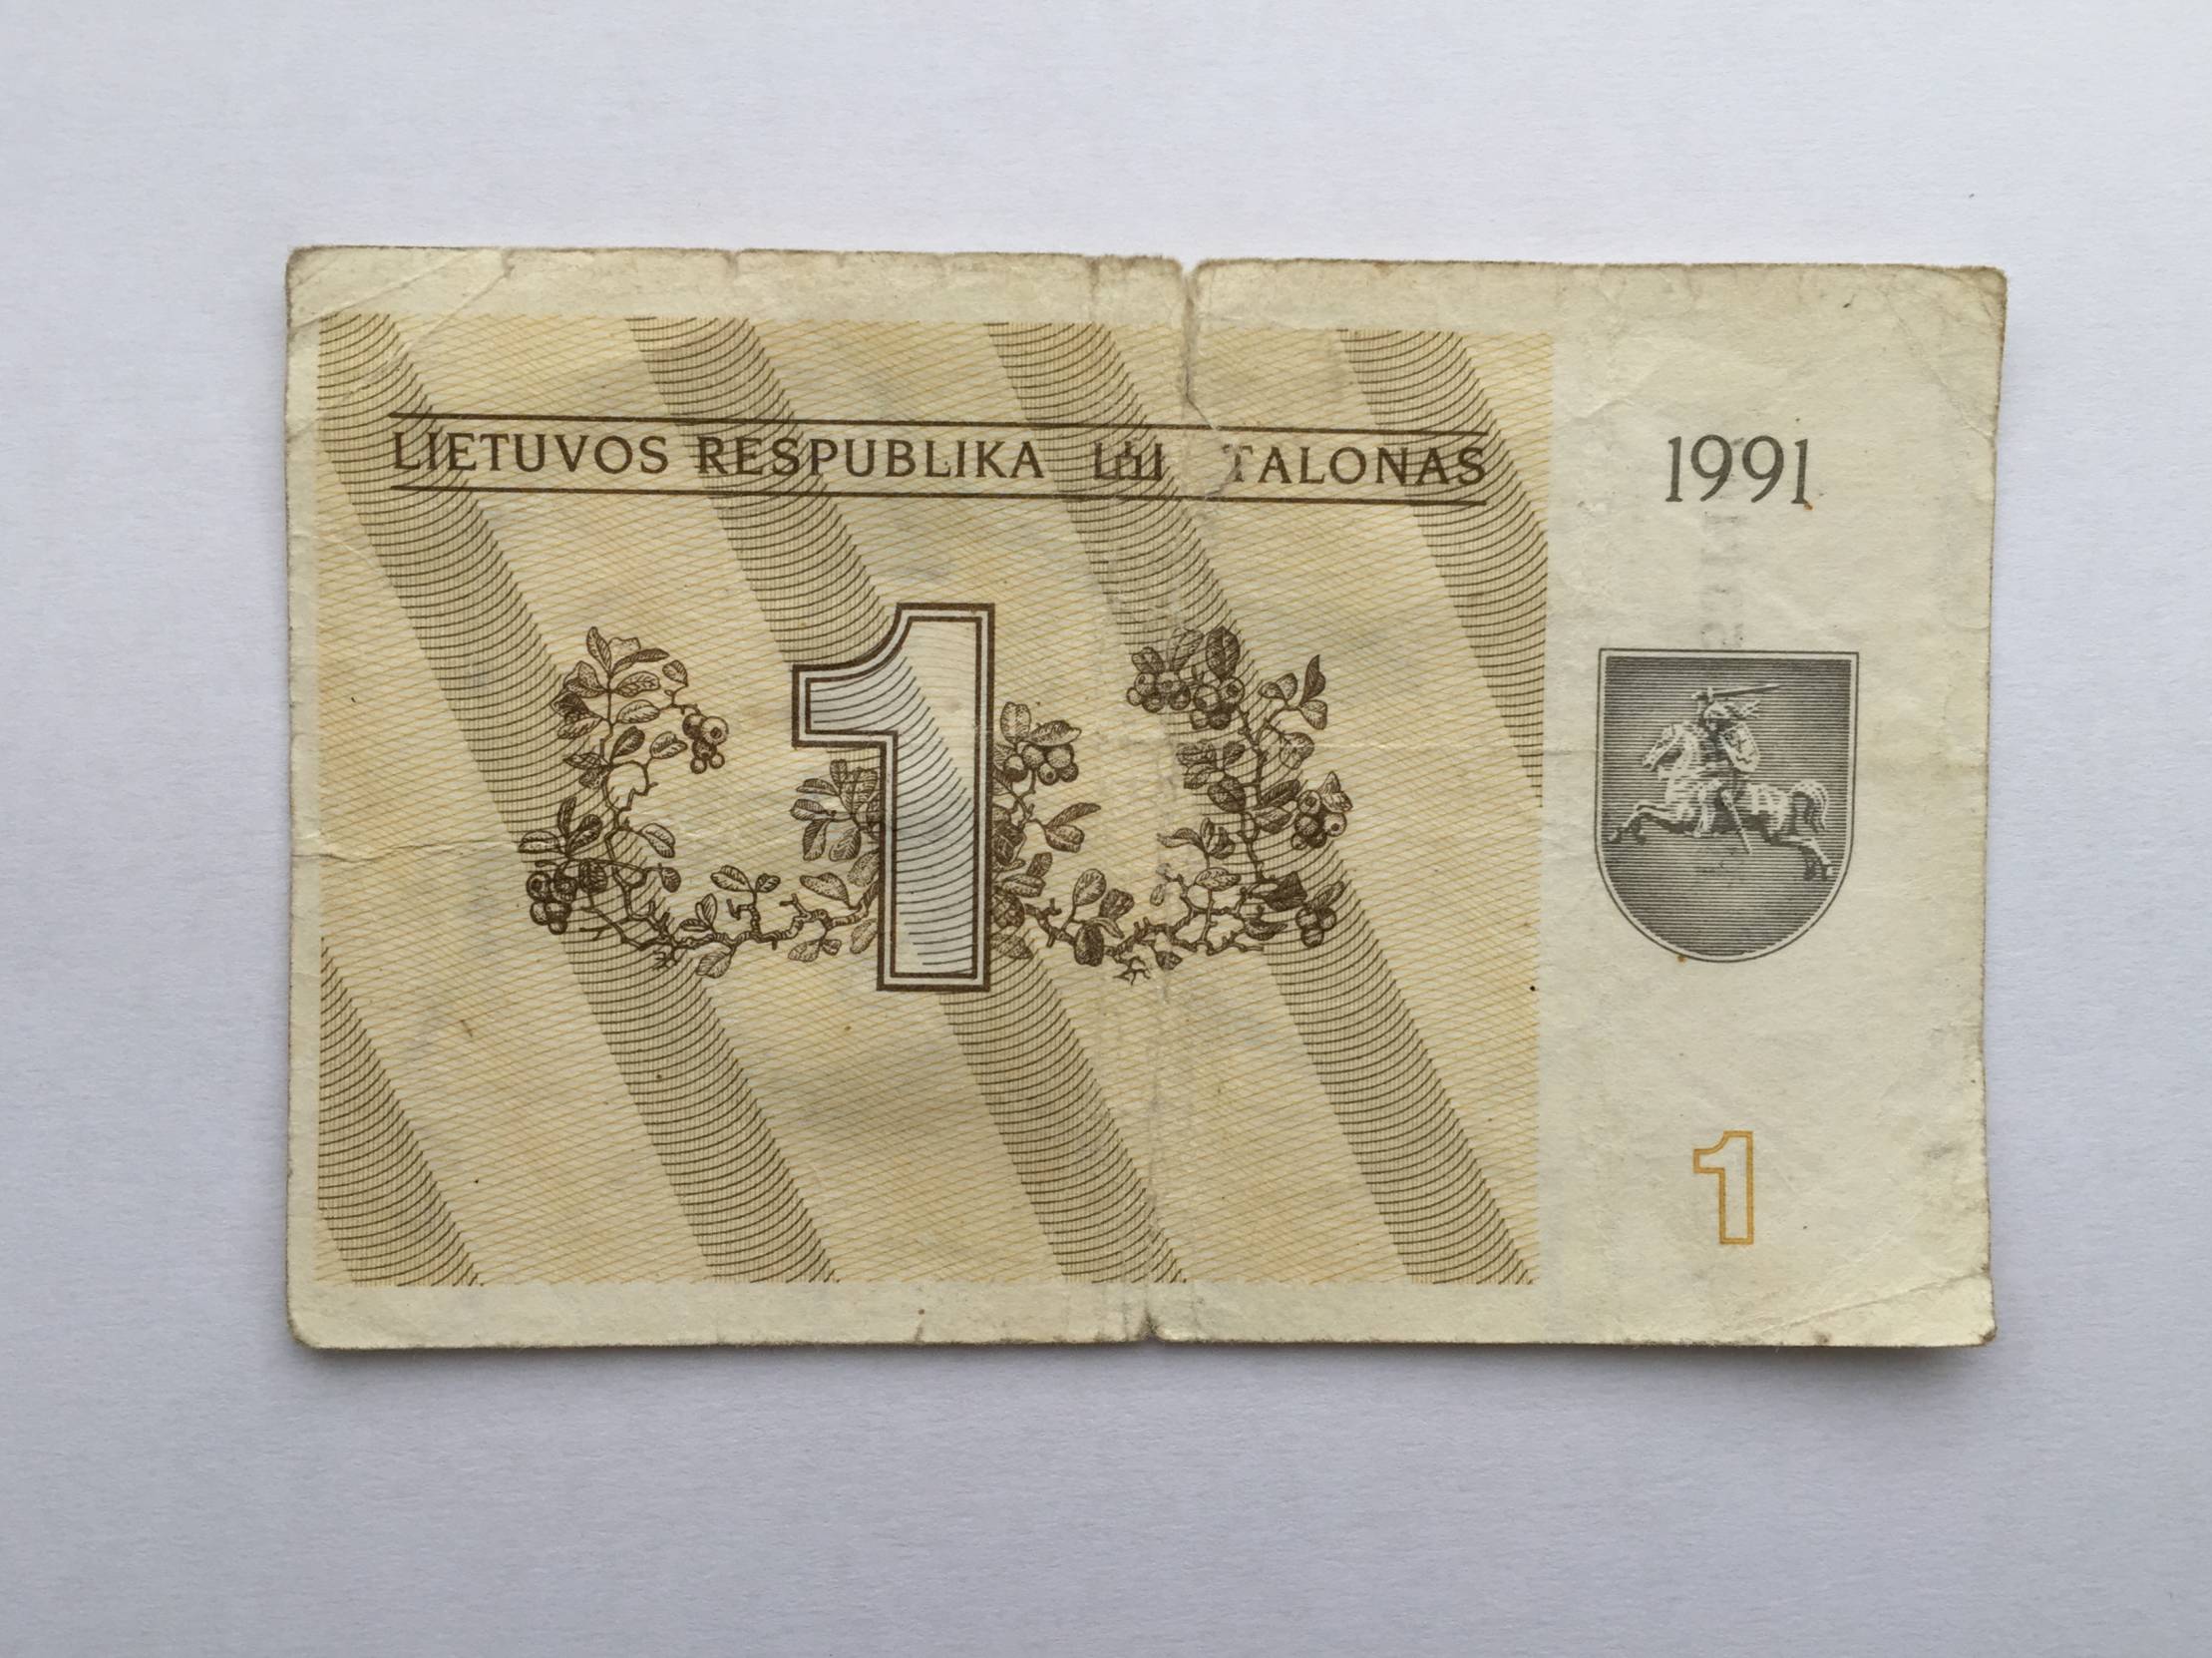 LIETUVOS RESPUBLIKA TALONAS
1991
1
1